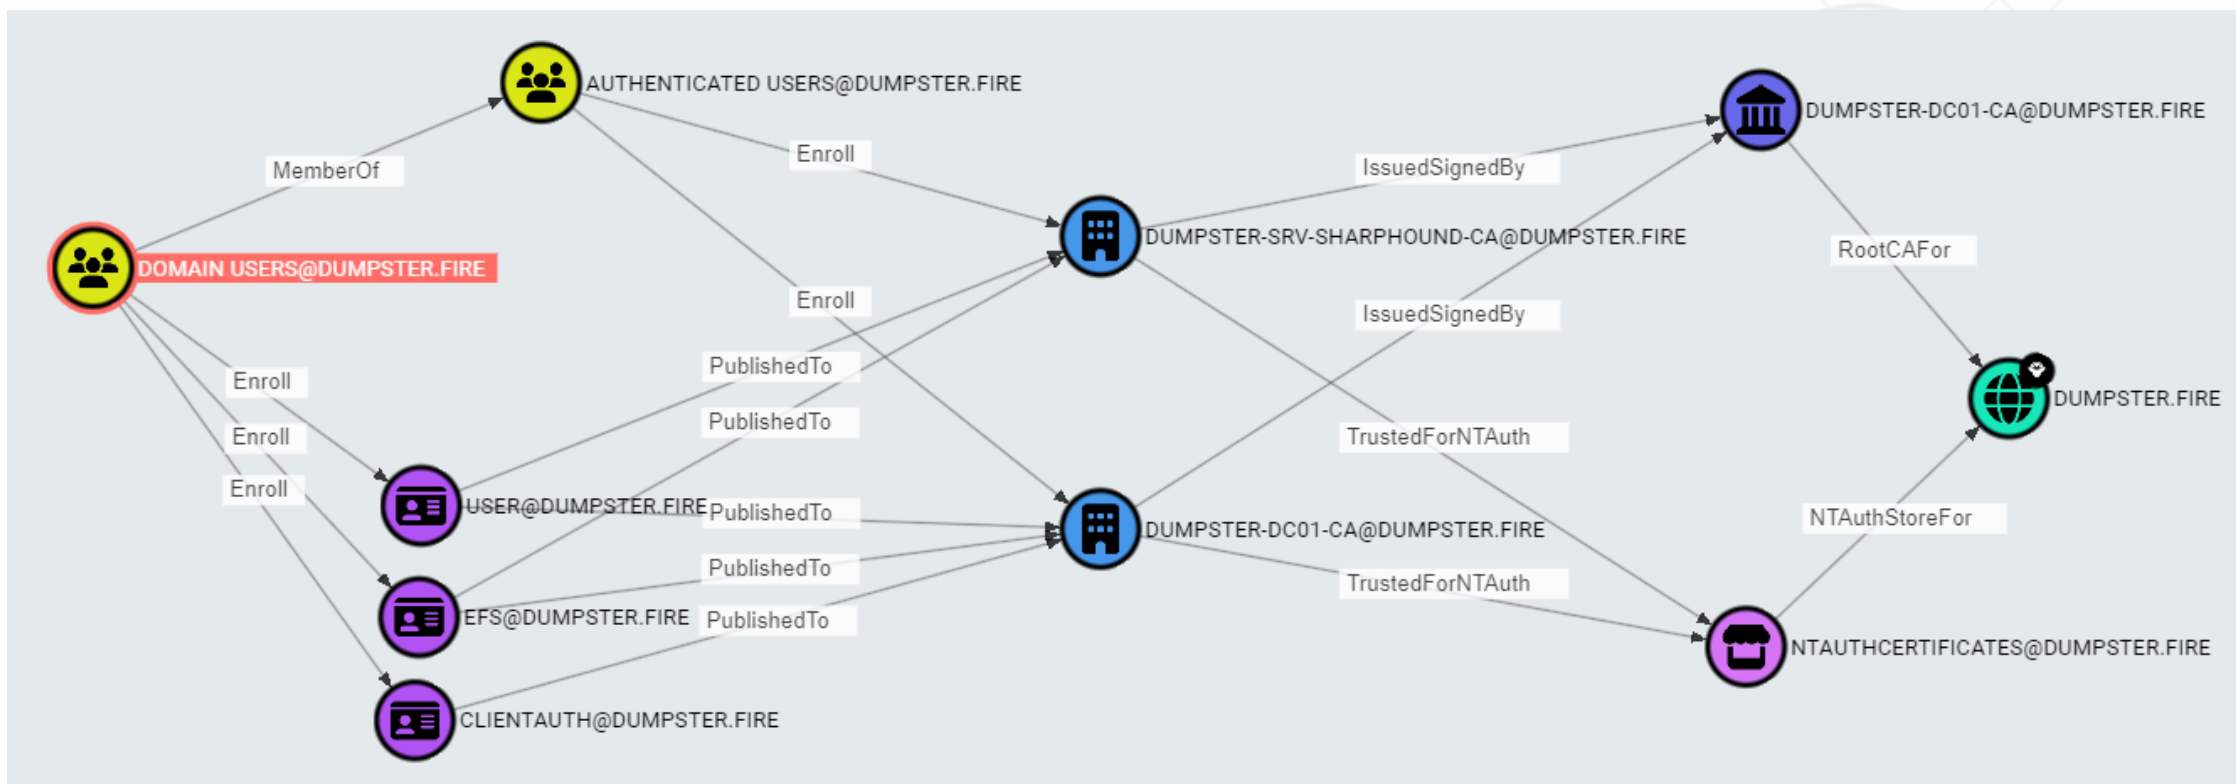 AUTHENTICATED USERS@DUMPSTER.FIRE
DUMPSTER-DC01-CA@DUMPSTER.FIRE
Enroll
MemberOf
IssuedSignedBy
DUMPSTER-SRV-SHARPHOUND-CA@DUMPSTER.FIRE
RootCAFor
DOMAIN USERS@DUMPSTER.FIRE
Enroll
IssuedSignedBy
PublishedTo
Enroll
DUMPSTER.FIRE
PublishedTo
Enroll
TrustedForNTAuth
Enroll
USER@DUMPSTER.FIRE
PublishedTo
NTAuthStoreFor
DUMPSTER-DC01-CA@DUMPSTER.FIRE
PublishedTo
TrustedForNTAuth
EFS@DUMPSTER.FIRE
PublishedTo
NTAUTHCERTIFICATES@DUMPSTER.FIRE
CLIENTAUTH@DUMPSTER.FIRE